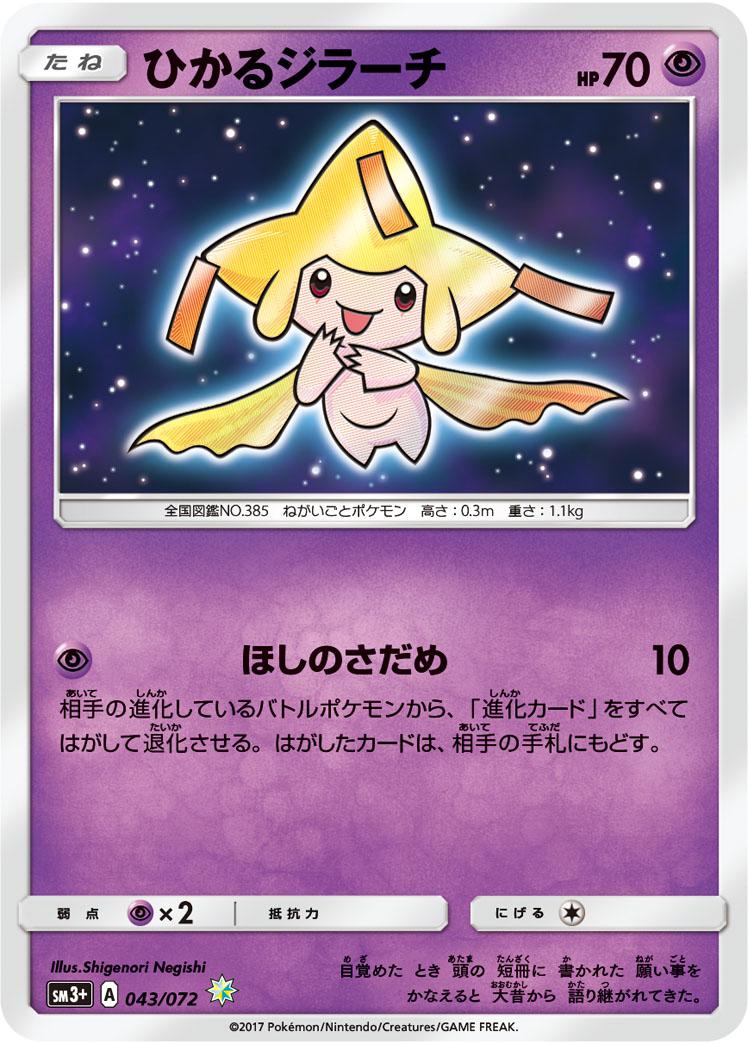 たね ひかるジラーチ HP70
全国図鑑NO.385 ねがいごとポケモン 高さ:0.3m 重さ:1.1kg
ほしのさだめ 10
相手の進化しているバトルポケモンから、「進化カード」をすべて
はがして退化させる。はがしたカードは、相手の手札にもどす。
弱点 ×2 抵抗力 にげる
Illus.Shigenori Negishi
SM3+ A 043/072
目覚めた とき 頭の 短冊に 書かれた 願い事を
かなえると 大昔から 語り継がれてきた。
©2017 Pokémon/Nintendo/Creatures/GAME FREAK.